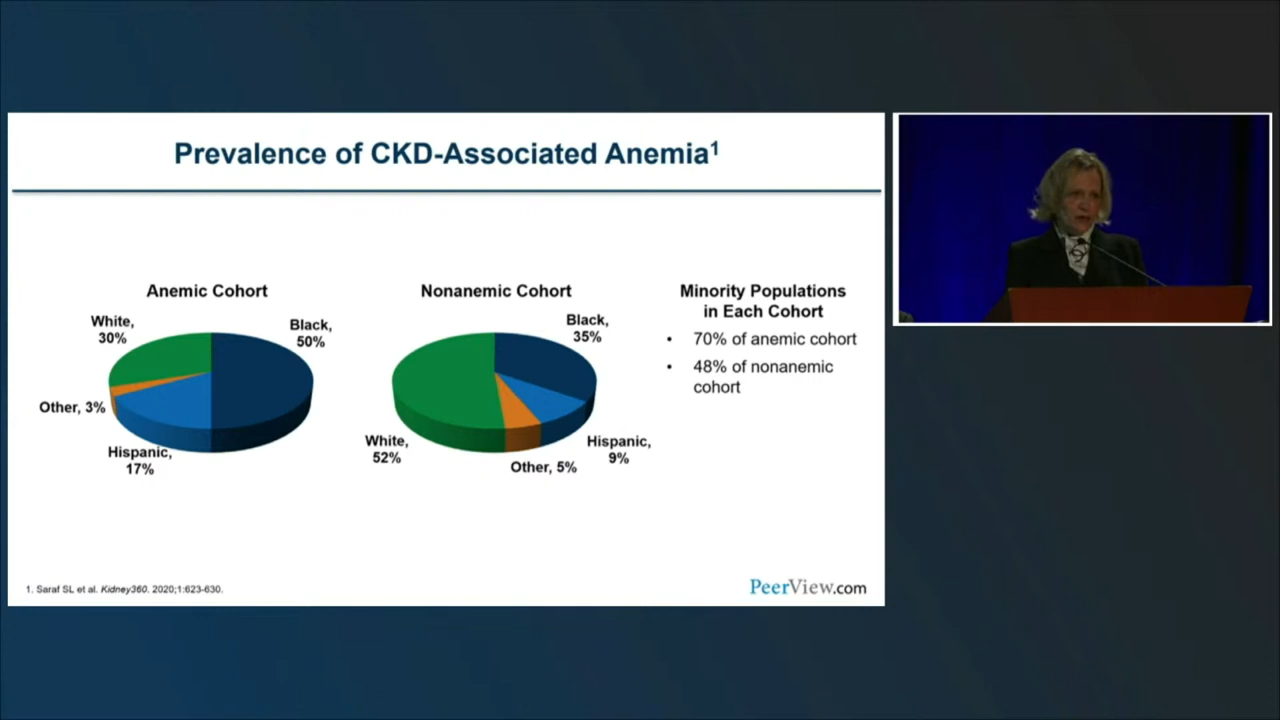 Prevalence of CKD-Associated Anemia¹
Anemic Cohort
White,
30%
Black,
50%
Other, 3%
Hispanic,
17%
Nonanemic Cohort
Black,
35%
White,
52%
Hispanic,
9%
Other, 5%
Minority Populations
in Each Cohort
• 70% of anemic cohort
• 48% of nonanemic
cohort
1. Saraf SL et al. Kidney360. 2020;1:623-630.
PeerView.com